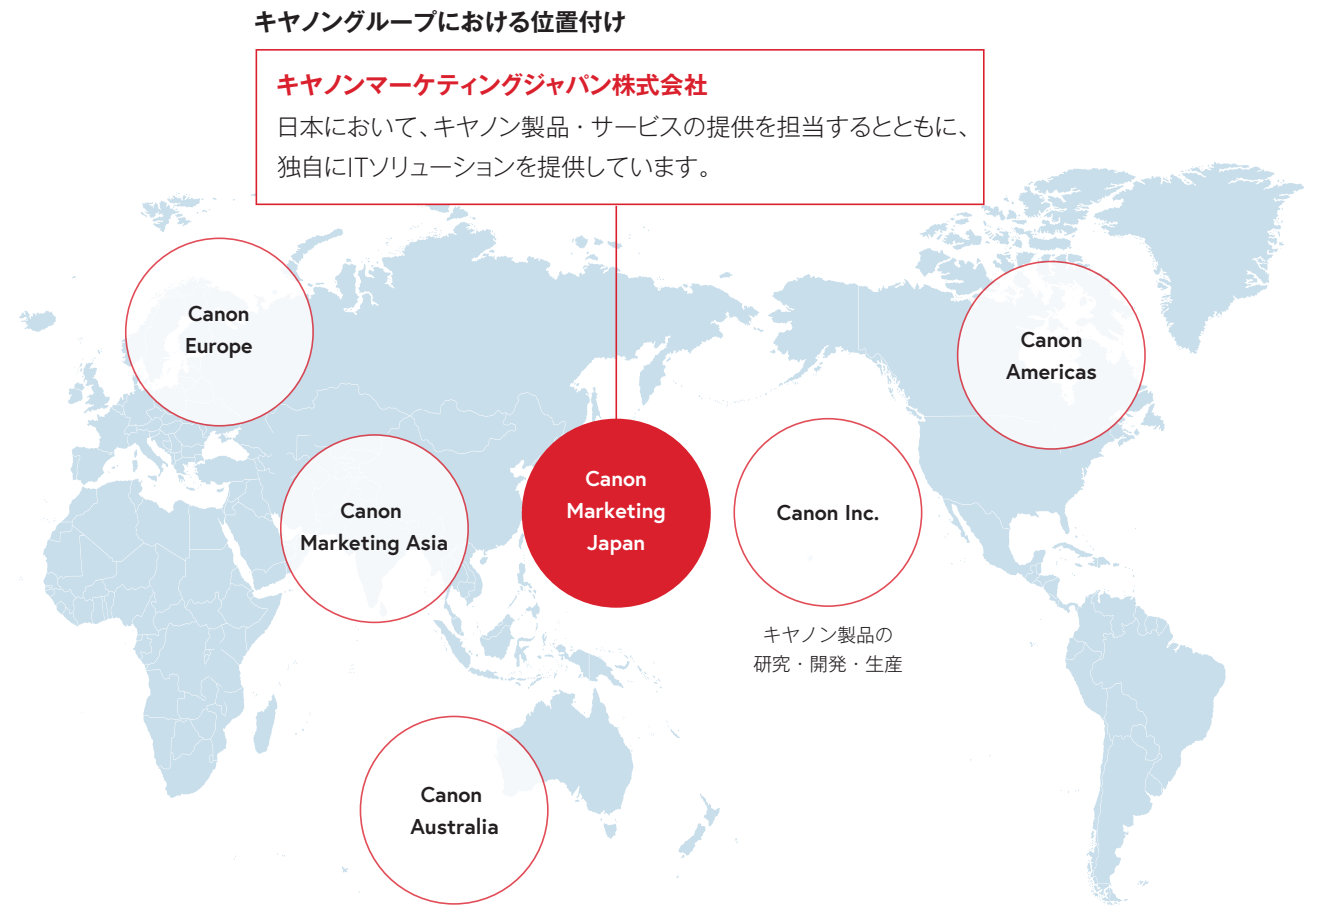 キヤノングループにおける位置付け
キヤノンマーケティングジャパン株式会社
日本において、キヤノン製品・サービスの提供を担当するとともに、
独自にITソリューションを提供しています。
Canon
Europe
Canon
Americas
Canon
Marketing Asia
Canon
Marketing
Japan
Canon Inc.
キヤノン製品の
研究・開発・生産
Canon
Australia